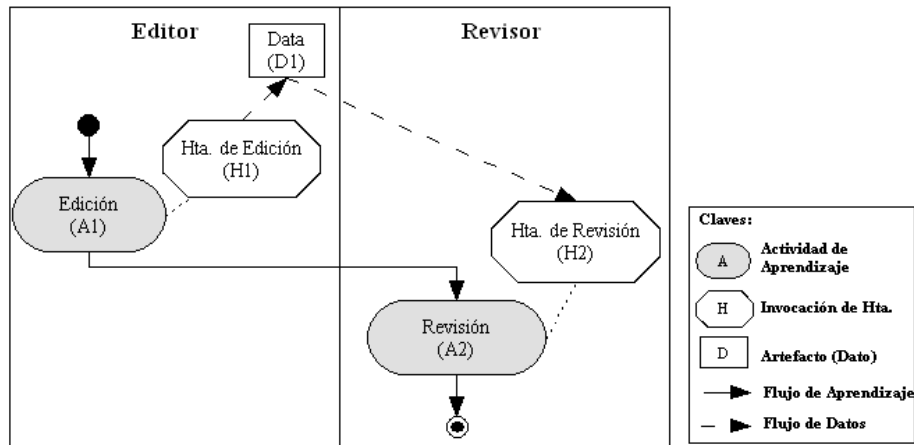 Editor
Revisor
Data
(D1)
Hta. de Edición
(H1)
Edición
(A1)
Hta. de Revisión
(H2)
Revisión
(A2)
Claves:
A
Actividad de
Aprendizaje
H
Invocación de Hta.
D
Artefacto (Dato)
Flujo de Aprendizaje
Flujo de Datos